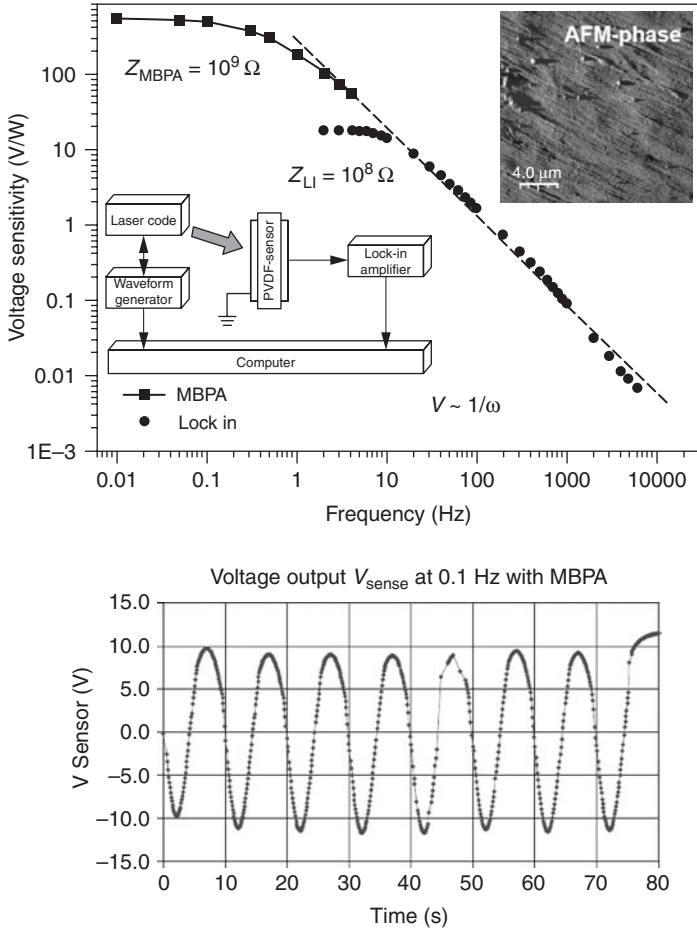 AFM-phase
4.0 μm
Voltage sensitivity (V/W)
100
10
1
0.1
0.01
1E–3
Z_MBPA = 10⁹ Ω
Z_LI = 10⁸ Ω
Laser code
Waveform
generator
PVDF-sensor
Lock-in
amplifier
Computer
MBPA
Lock in
V ~ 1/ω
0.01 0.1 1 10 100 1000 10000
Frequency (Hz)
Voltage output V_sense at 0.1 Hz with MBPA
V Sensor (V)
15.0
10.0
5.0
0.0
–5.0
–10.0
–15.0
0 10 20 30 40 50 60 70 80
Time (s)